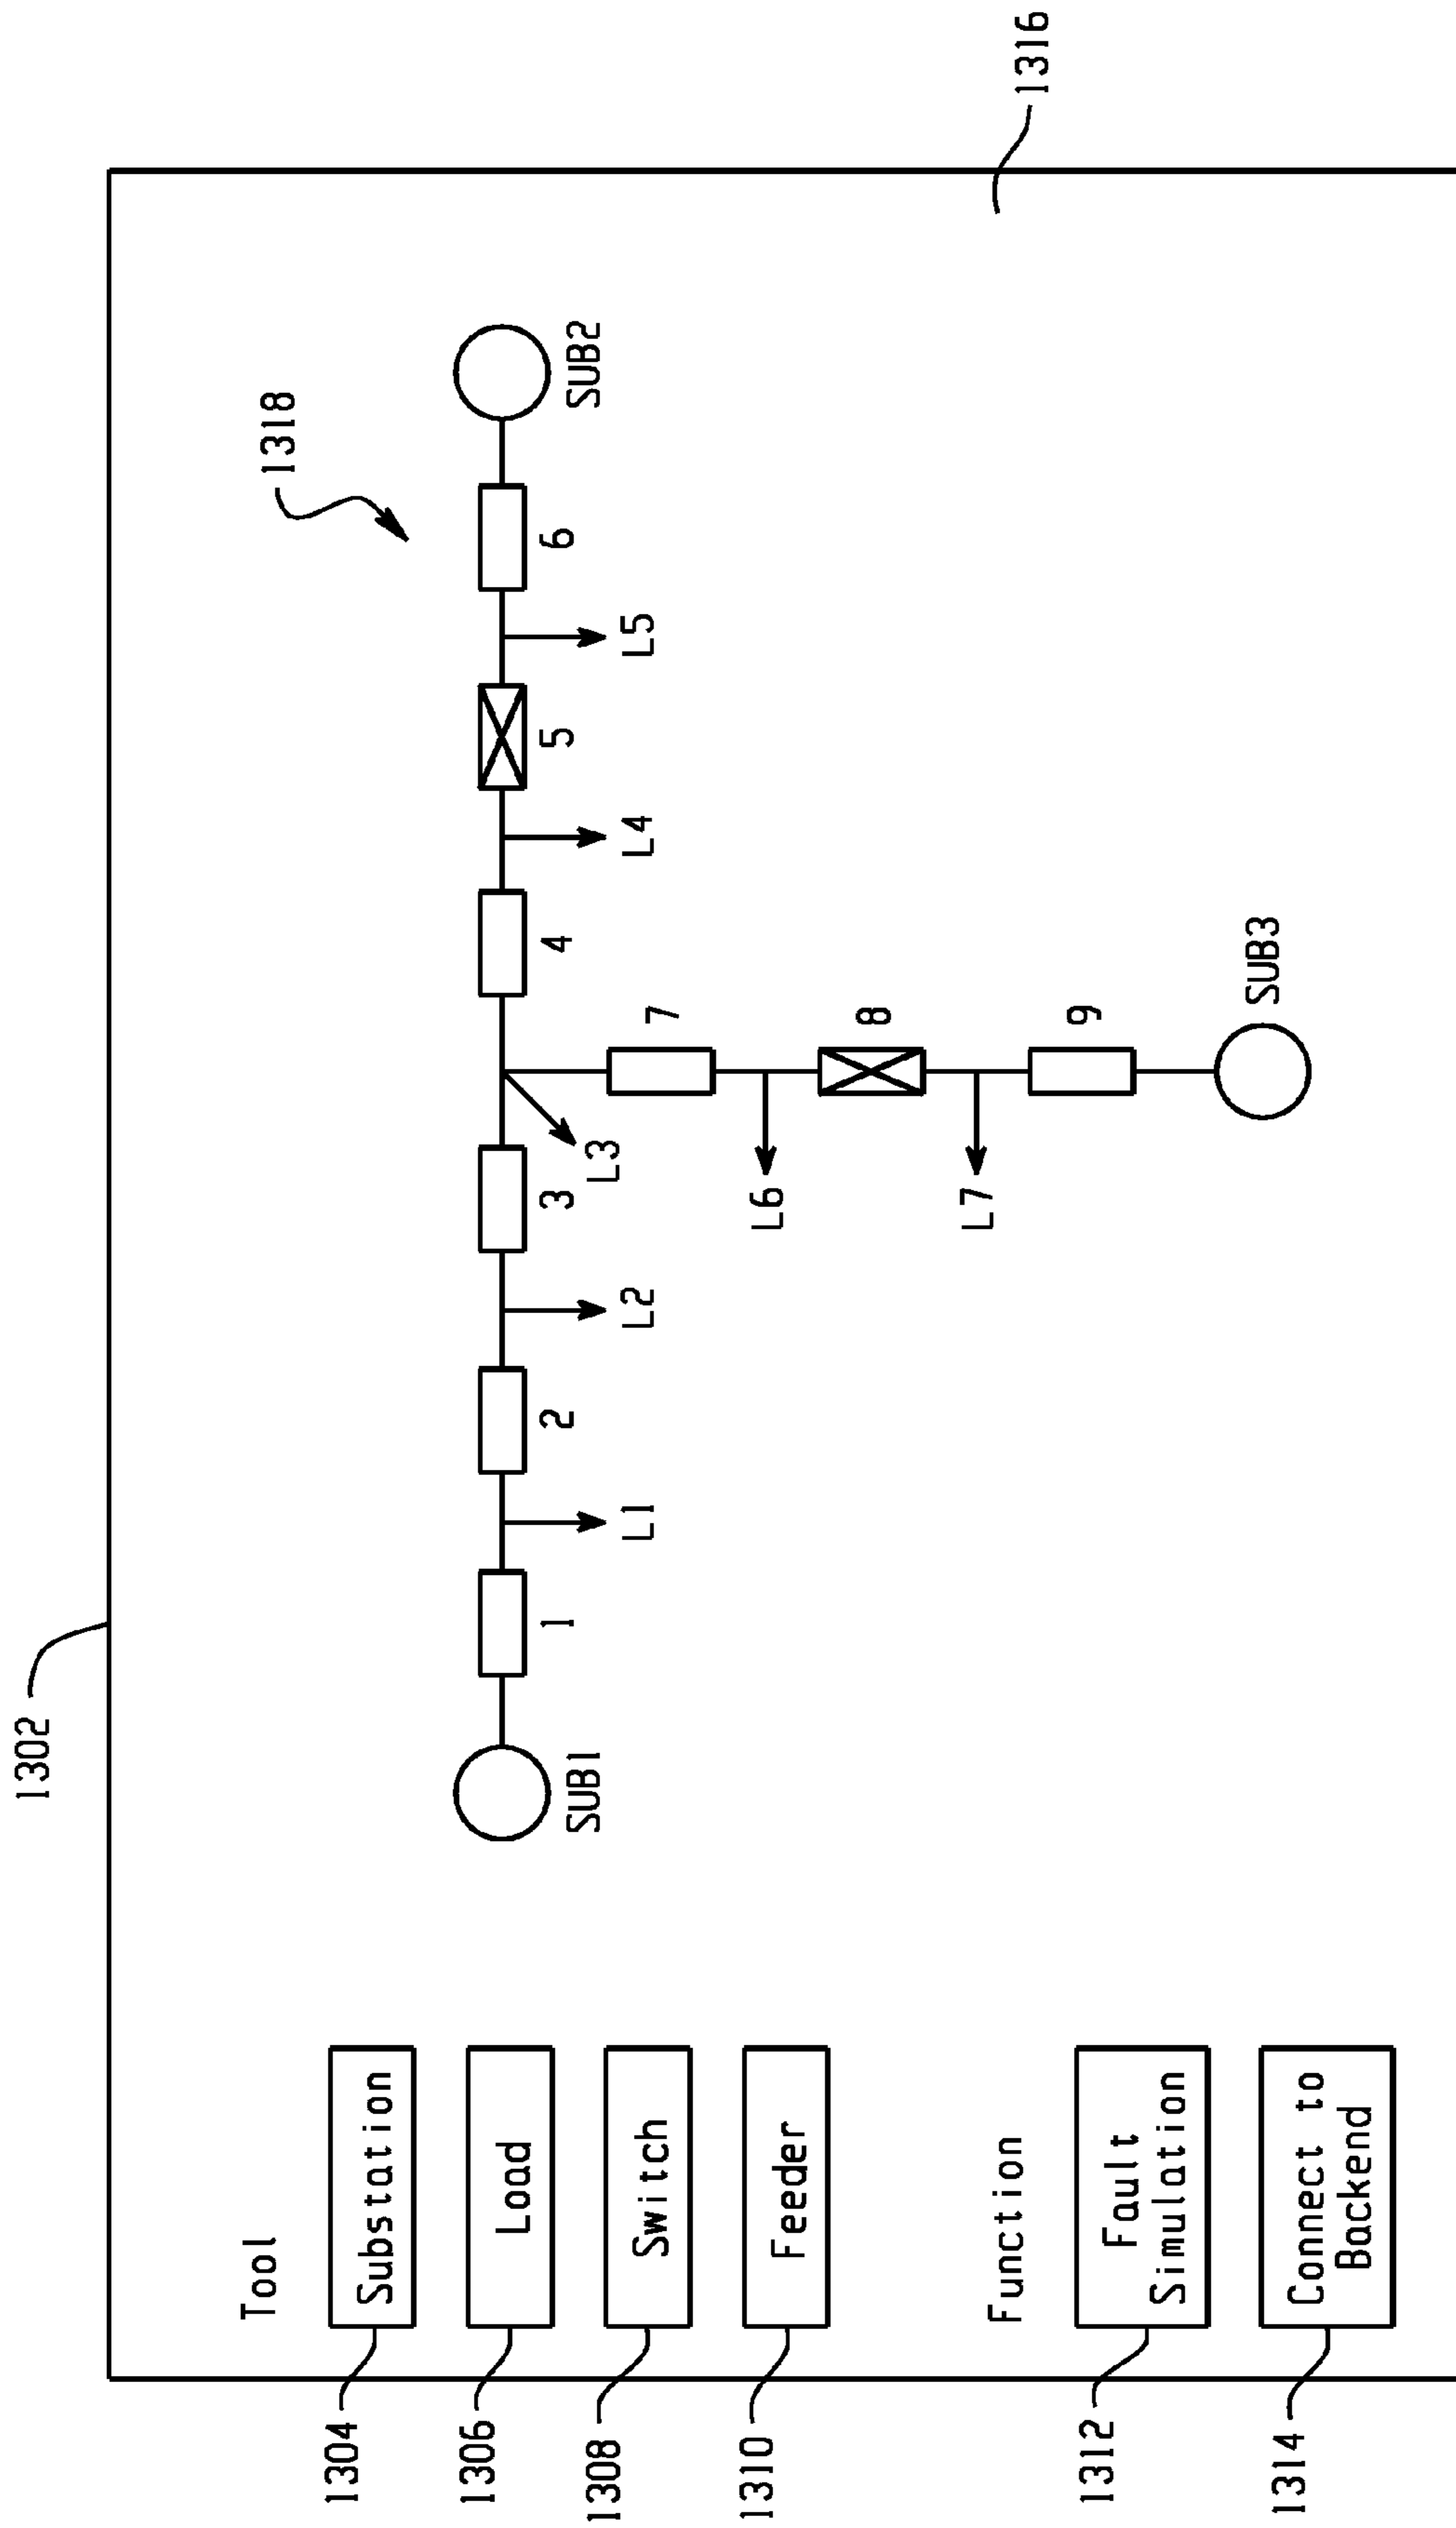 1302
Tool
1304
Substation
1306
Load
1308
Switch
1310
Feeder
Function
1312
Fault
Simulation
1314
Connect to
Backend
1318
SUB1
1
L1
2
L2
3
L3
4
L4
5
L5
6
SUB2
7
L6
8
L7
9
SUB3
1316